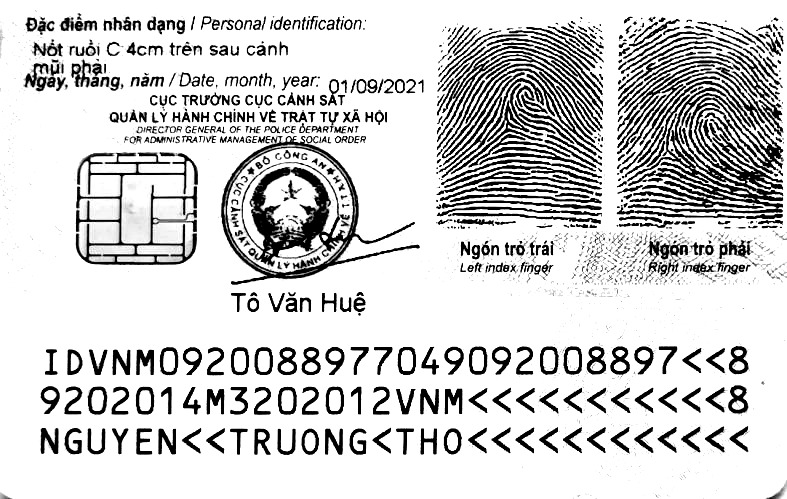 Đặc điểm nhân dạng / Personal identification:
Nốt ruồi C 4cm trên sau cánh
mũi phải
Ngày, tháng, năm / Date, month, year: 01/09/2021
CỤC TRƯỞNG CỤC CẢNH SÁT
QUẢN LÝ HÀNH CHÍNH VỀ TRẬT TỰ XÃ HỘI
DIRECTOR GENERAL OF THE POLICE DEPARTMENT
FOR ADMINISTRATIVE MANAGEMENT OF SOCIAL ORDER
BỘ CÔNG AN
CỤC CẢNH SÁT QUẢN LÝ HÀNH CHÍNH VỀ TTXH
Tô Văn Huệ
Ngón trỏ trái
Left index finger
Ngón trỏ phải
Right index finger
IDVNM0920088977049092008897<<8
9202014M3202012VNM<<<<<<<<<<<8
NGUYEN<<TRUONG<THO<<<<<<<<<<<<